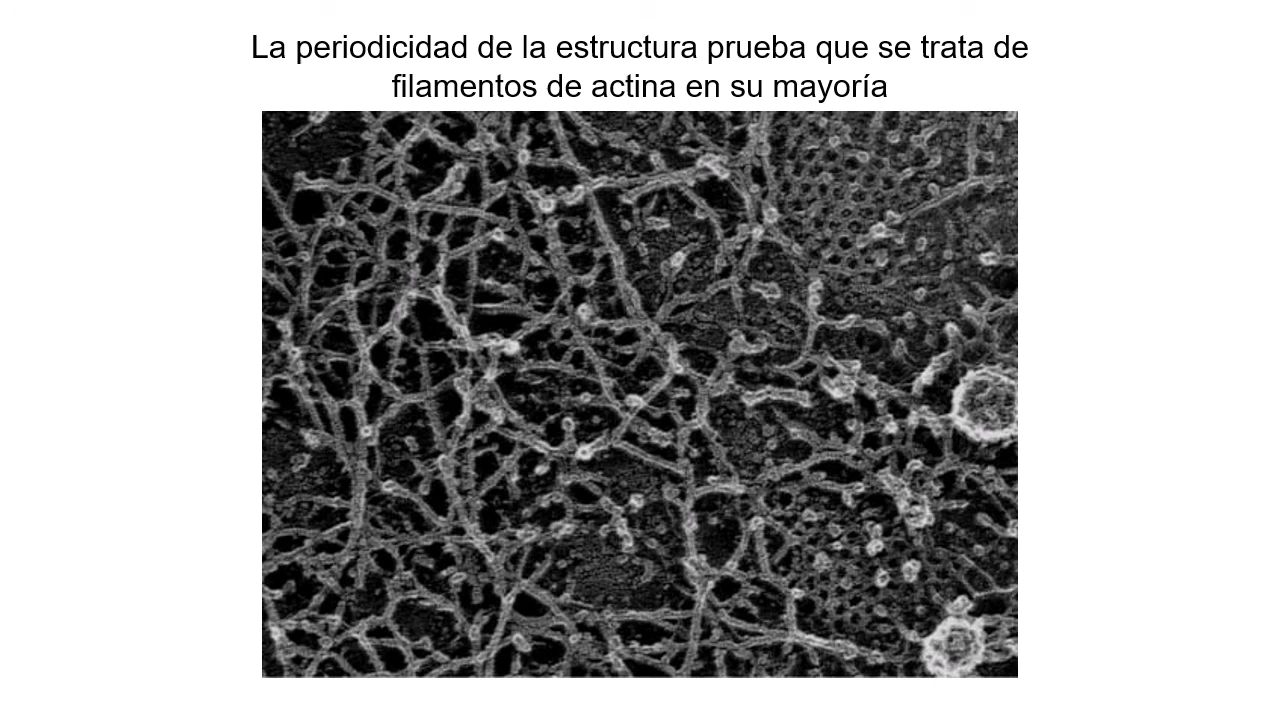 La periodicidad de la estructura prueba que se trata de
filamentos de actina en su mayoría